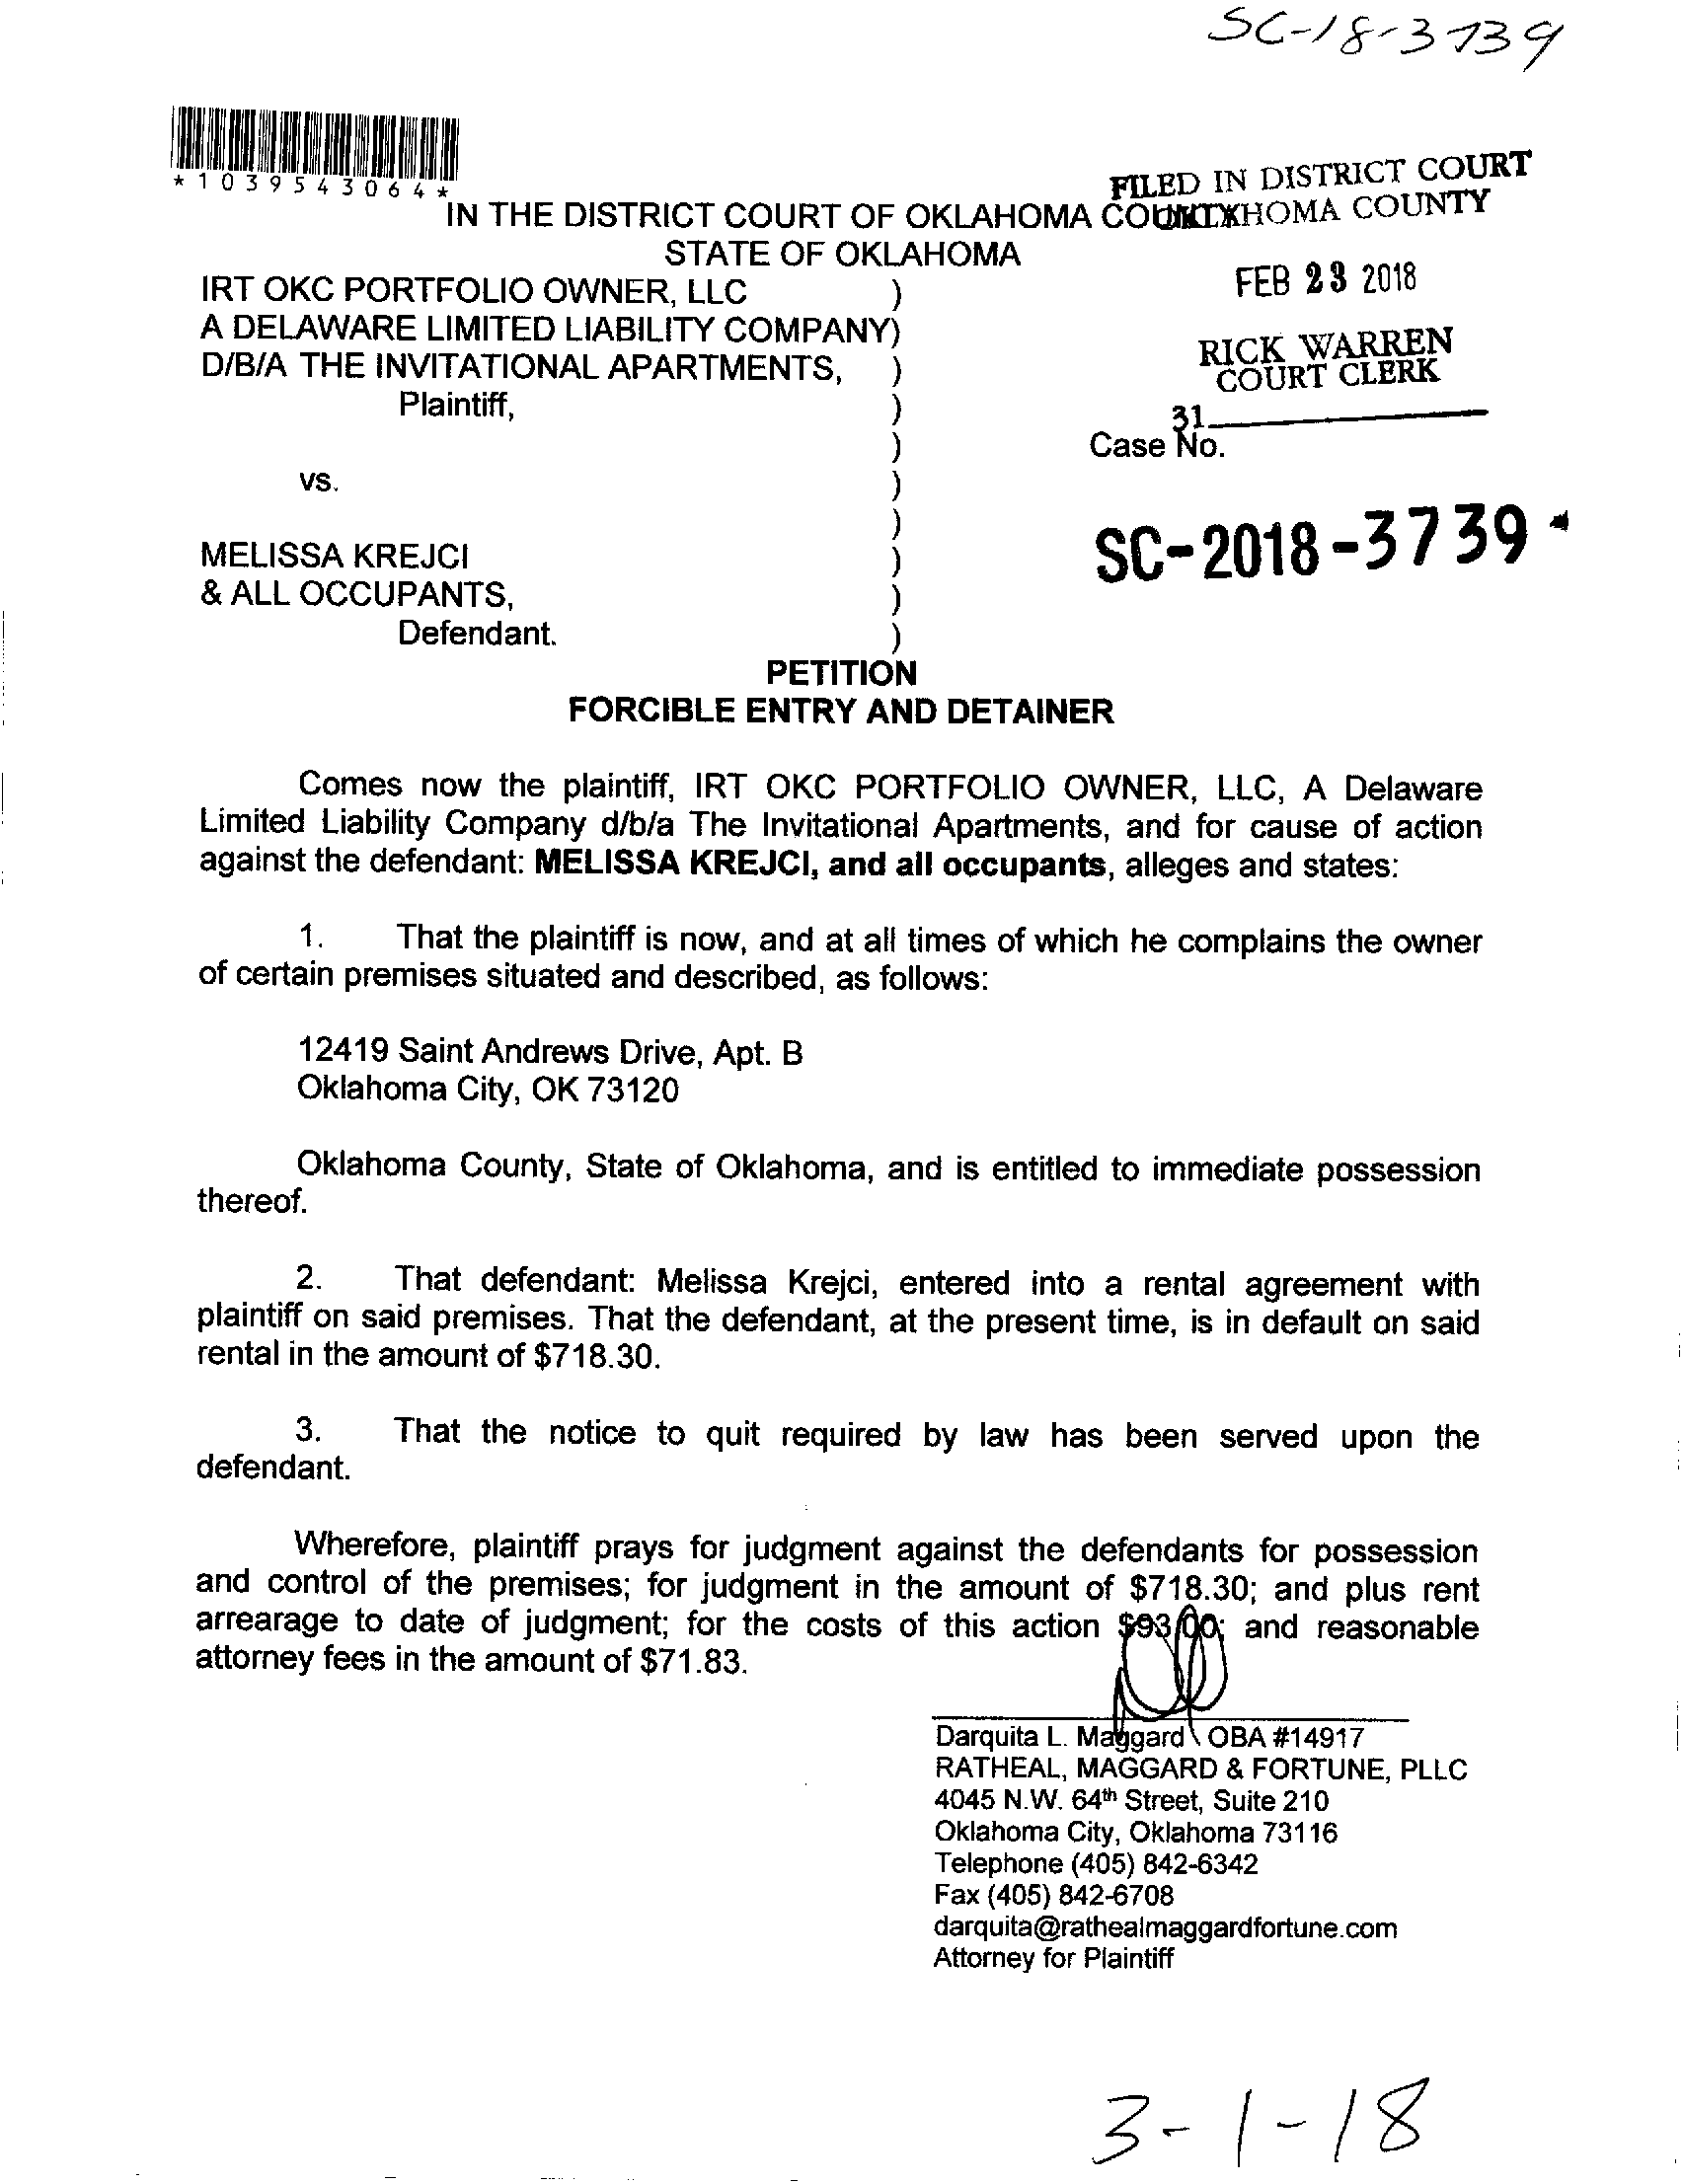 SC-18-3739
*1039543064*
FILED IN DISTRICT COURT
IN THE DISTRICT COURT OF OKLAHOMA COUNTY
OKLAHOMA COUNTY
STATE OF OKLAHOMA
FEB 23 2018
IRT OKC PORTFOLIO OWNER, LLC )
A DELAWARE LIMITED LIABILITY COMPANY)
D/B/A THE INVITATIONAL APARTMENTS, )
RICK WARREN
COURT CLERK
Plaintiff, )
31
) Case No.
vs. )
)
SC-2018-3739
MELISSA KREJCI )
& ALL OCCUPANTS, )
Defendant. )
PETITION
FORCIBLE ENTRY AND DETAINER
Comes now the plaintiff, IRT OKC PORTFOLIO OWNER, LLC, A Delaware
Limited Liability Company d/b/a The Invitational Apartments, and for cause of action
against the defendant: MELISSA KREJCI, and all occupants, alleges and states:
1. That the plaintiff is now, and at all times of which he complains the owner
of certain premises situated and described, as follows:
12419 Saint Andrews Drive, Apt. B
Oklahoma City, OK 73120
Oklahoma County, State of Oklahoma, and is entitled to immediate possession
thereof.
2. That defendant: Melissa Krejci, entered into a rental agreement with
plaintiff on said premises. That the defendant, at the present time, is in default on said
rental in the amount of $718.30.
3. That the notice to quit required by law has been served upon the
defendant.
Wherefore, plaintiff prays for judgment against the defendants for possession
and control of the premises; for judgment in the amount of $718.30; and plus rent
arrearage to date of judgment; for the costs of this action $93.00; and reasonable
attorney fees in the amount of $71.83.
Darquita L. Maggard OBA #14917
RATHEAL, MAGGARD & FORTUNE, PLLC
4045 N.W. 64th Street, Suite 210
Oklahoma City, Oklahoma 73116
Telephone (405) 842-6342
Fax (405) 842-6708
darquita@rathealmaggardfortune.com
Attorney for Plaintiff
3-1-18